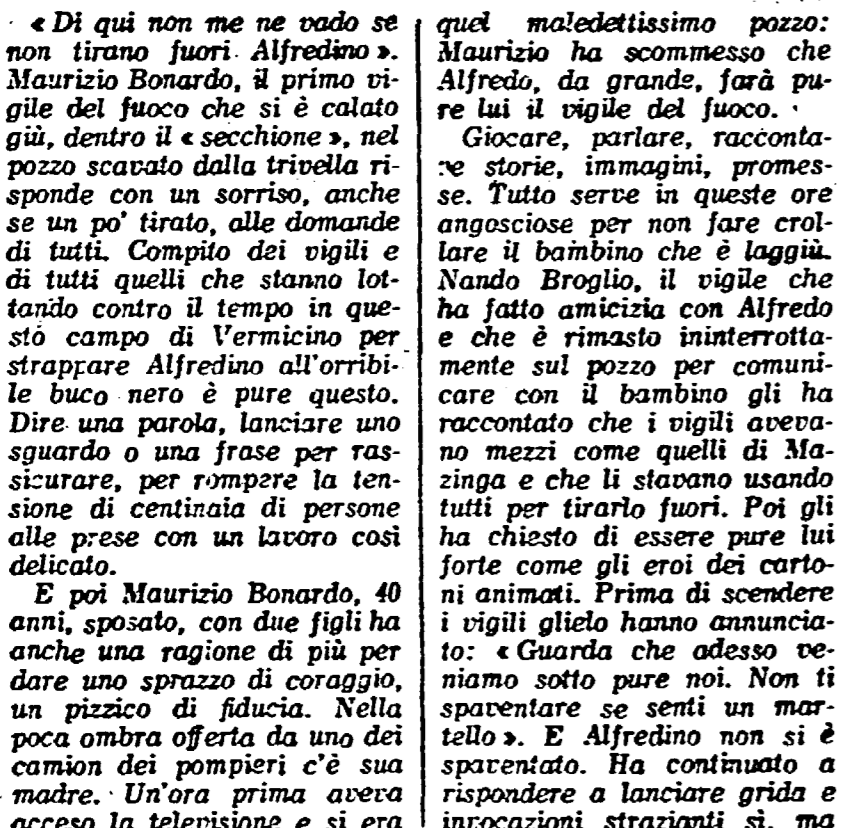 « Di qui non me ne vado se
non tirano fuori Alfredino ».
Maurizio Bonardo, il primo vi-
gile del fuoco che si è calato
giù, dentro il « secchione », nel
pozzo scavato dalla trivella ri-
sponde con un sorriso, anche
se un po' tirato, alle domande
di tutti. Compito dei vigili e
di tutti quelli che stanno lot-
tando contro il tempo in que-
sto campo di Vermicino per
strappare Alfredino all'orribi-
le buco nero è pure questo.
Dire una parola, lanciare uno
sguardo o una frase per ras-
sicurare, per rompere la ten-
sione di centinaia di persone
alle prese con un lavoro così
delicato.
E poi Maurizio Bonardo, 40
anni, sposato, con due figli ha
anche una ragione di più per
dare uno sprazzo di coraggio,
un pizzico di fiducia. Nella
poca ombra offerta da uno dei
camion dei pompieri c'è sua
madre. Un'ora prima aveva
acceso la televisione e si era
quel maledettissimo pozzo:
Maurizio ha scommesso che
Alfredo, da grande, farà pu-
re lui il vigile del fuoco.
Giocare, parlare, racconta-
re storie, immagini, promes-
se. Tutto serve in queste ore
angosciose per non fare crol-
lare il bambino che è laggiù.
Nando Broglio, il vigile che
ha fatto amicizia con Alfredo
e che è rimasto ininterrotta-
mente sul pozzo per comuni-
care con il bambino gli ha
raccontato che i vigili aveva-
no mezzi come quelli di Ma-
zinga e che li stavano usando
tutti per tirarlo fuori. Poi gli
ha chiesto di essere pure lui
forte come gli eroi dei carto-
ni animati. Prima di scendere
i vigili glielo hanno annuncia-
to: « Guarda che adesso ve-
niamo sotto pure noi. Non ti
spaventare se senti un mar-
tello ». E Alfredino non si è
spaventato. Ha continuato a
rispondere a lanciare grida e
invocazioni strazianti sì, ma